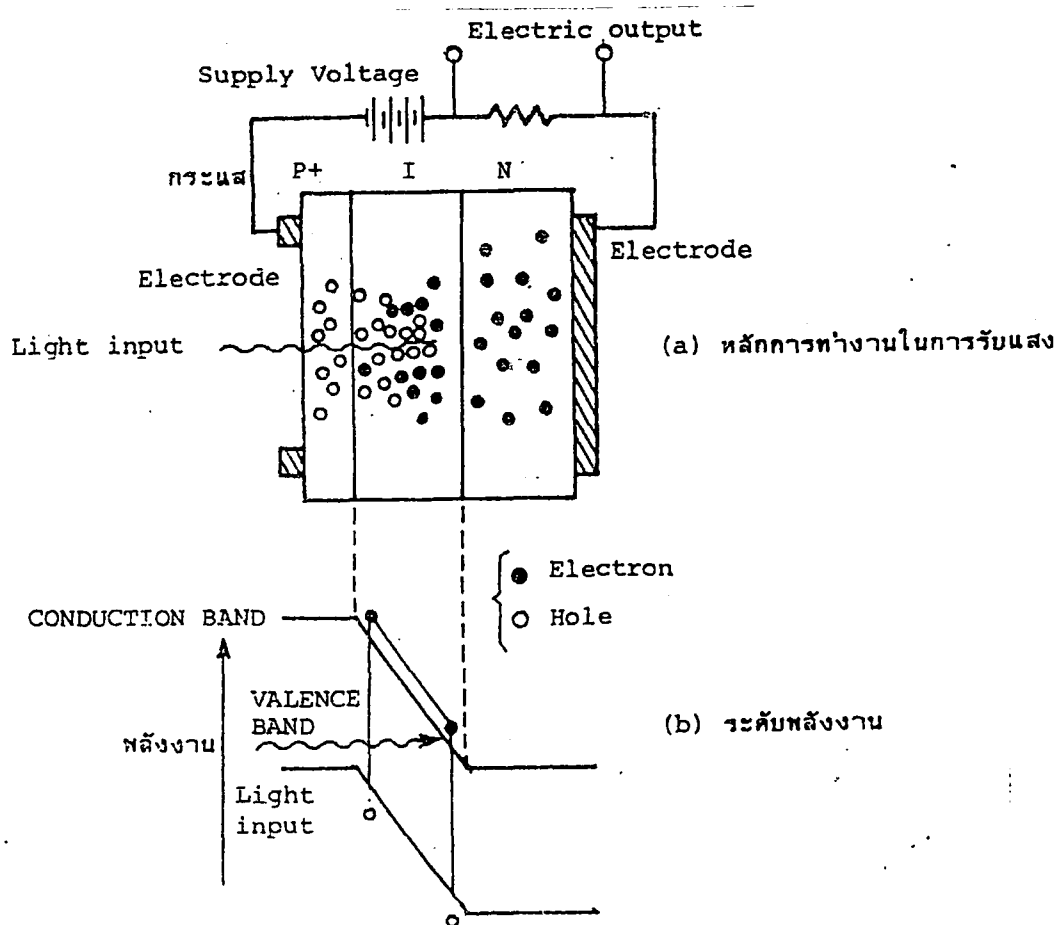 Electric output
Supply Voltage
กระแส
P+ I N
Electrode
Electrode
Light input
(a) หลักการทำงานในการรับแสง
Electron
Hole
CONDUCTION BAND
VALENCE
BAND
พลังงาน
(b) ระดับพลังงาน
Light
input